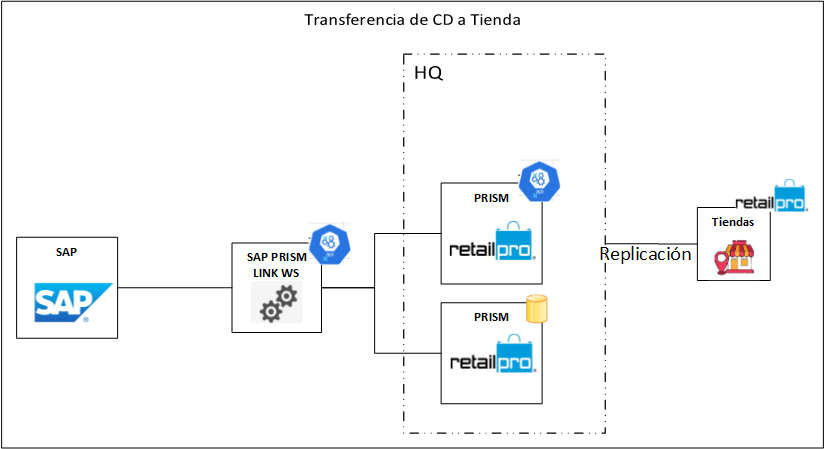 Transferencia de CD a Tienda
HQ
PRISM
retailpro
SAP
SAP
SAP PRISM
LINK WS
PRISM
retailpro
Replicación
retailpro
Tiendas